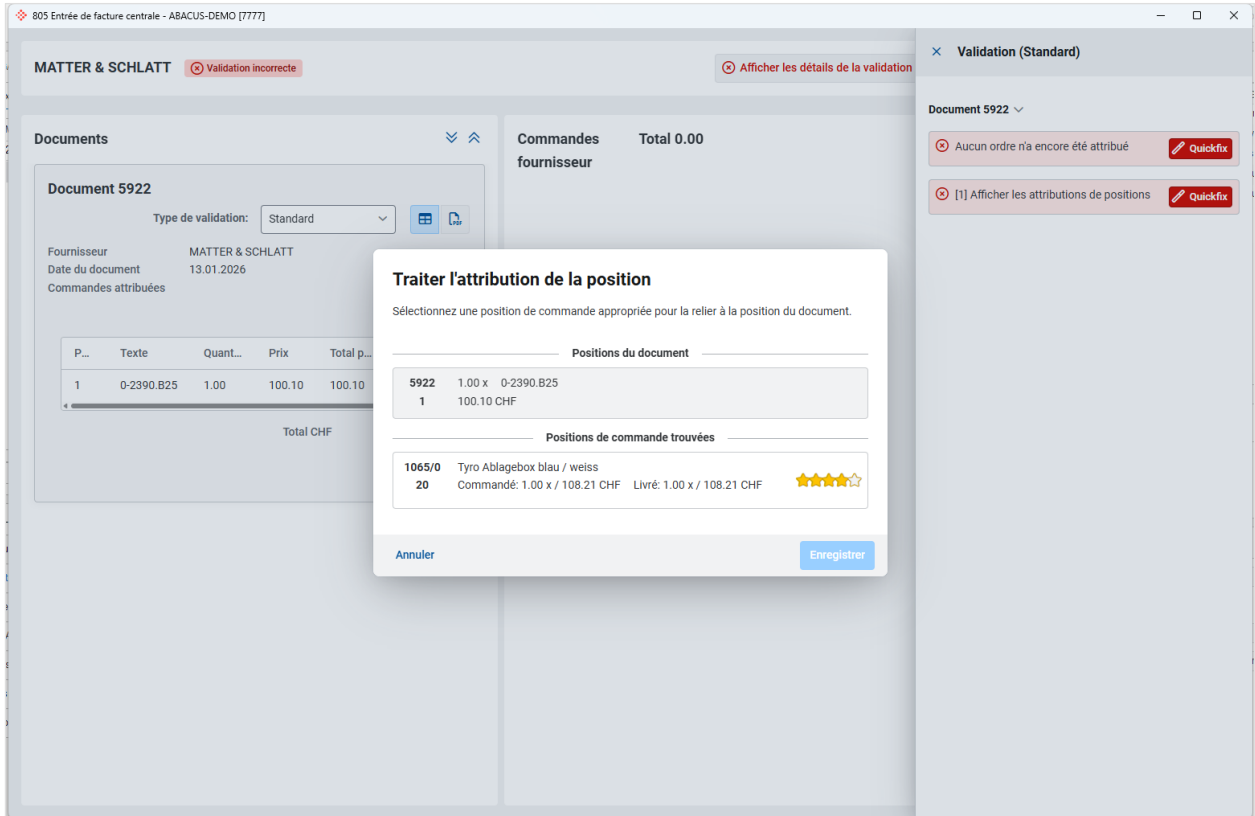 805 Entrée de facture centrale - ABACUS-DEMO [7777]
MATTER & SCHLATT
Validation incorrecte
Afficher les détails de la validation
Documents
Document 5922
Type de validation:
Standard
PDF
Fournisseur MATTER & SCHLATT
Date du document 13.01.2026
Commandes attribuées
P... Texte Quant... Prix Total p...
1 0-2390.B25 1.00 100.10 100.10
Total CHF
Commandes
fournisseur
Total 0.00
Traiter l'attribution de la position
Sélectionnez une position de commande appropriée pour la relier à la position du document.
Positions du document
5922 1.00 x 0-2390.B25
1 100.10 CHF
Positions de commande trouvées
1065/0 Tyro Ablagebox blau / weiss
20 Commandé: 1.00 x / 108.21 CHF Livré: 1.00 x / 108.21 CHF
Annuler
Enregistrer
Validation (Standard)
Document 5922
Aucun ordre n'a encore été attribué
Quickfix
[1] Afficher les attributions de positions
Quickfix